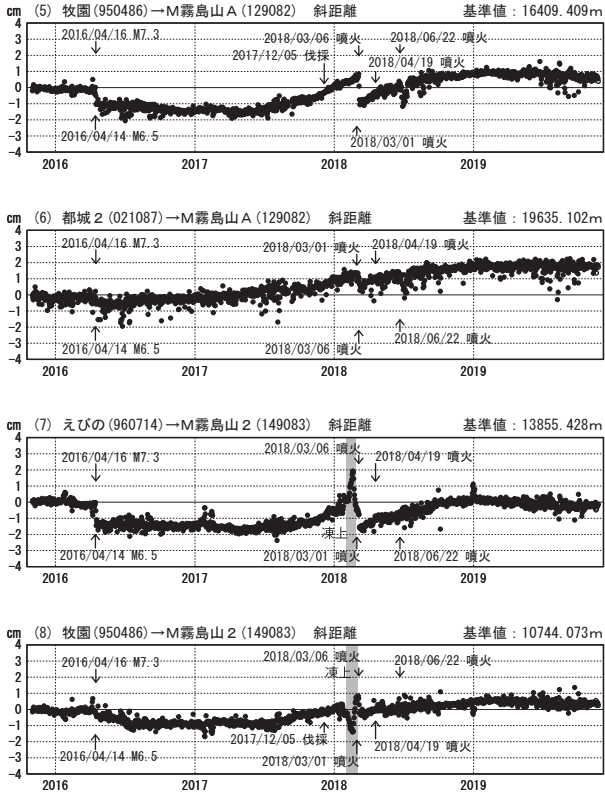 cm (5) 牧園(950486)→M霧島山A(129082) 斜距離 基準値：16409.409m
4
3
2
1
0
-1
-2
-3
-4
2016/04/16 M7.3
2018/03/06 噴火
2018/06/22 噴火
2017/12/05 伐採
2018/04/19 噴火
2016/04/14 M6.5
2018/03/01 噴火
2016 2017 2018 2019
cm (6) 都城2(021087)→M霧島山A(129082) 斜距離 基準値：19635.102m
4
3
2
1
0
-1
-2
-3
-4
2016/04/16 M7.3
2018/03/01 噴火
2018/04/19 噴火
2016/04/14 M6.5
2018/03/06 噴火
2018/06/22 噴火
2016 2017 2018 2019
cm (7) えびの(960714)→M霧島山2(149083) 斜距離 基準値：13855.428m
4
3
2
1
0
-1
-2
-3
-4
2018/03/06 噴火
2016/04/16 M7.3
2018/04/19 噴火
凍上
2016/04/14 M6.5
2018/03/01 噴火
2018/06/22 噴火
2016 2017 2018 2019
cm (8) 牧園(950486)→M霧島山2(149083) 斜距離 基準値：10744.073m
4
3
2
1
0
-1
-2
-3
-4
2018/03/06 噴火
2016/04/16 M7.3
2018/06/22 噴火
凍上
2017/12/05 伐採
2016/04/14 M6.5
2018/04/19 噴火
2018/03/01 噴火
2016 2017 2018 2019